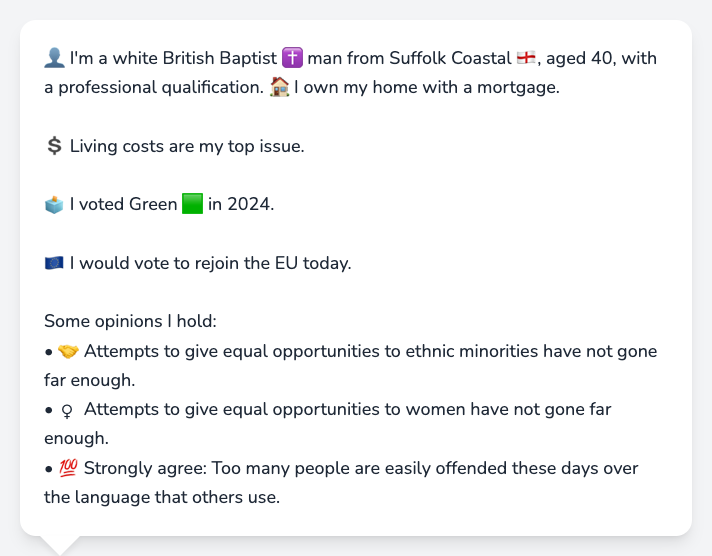 👤 I'm a white British Baptist ✝️ man from Suffolk Coastal 🏴󠁧󠁢󠁥󠁮󠁧󠁿, aged 40, with
a professional qualification. 🏠 I own my home with a mortgage.
💲 Living costs are my top issue.
🗳️ I voted Green 🟩 in 2024.
🇪🇺 I would vote to rejoin the EU today.
Some opinions I hold:
• 🤝 Attempts to give equal opportunities to ethnic minorities have not gone
far enough.
• ♀ Attempts to give equal opportunities to women have not gone far
enough.
• 💯 Strongly agree: Too many people are easily offended these days over
the language that others use.